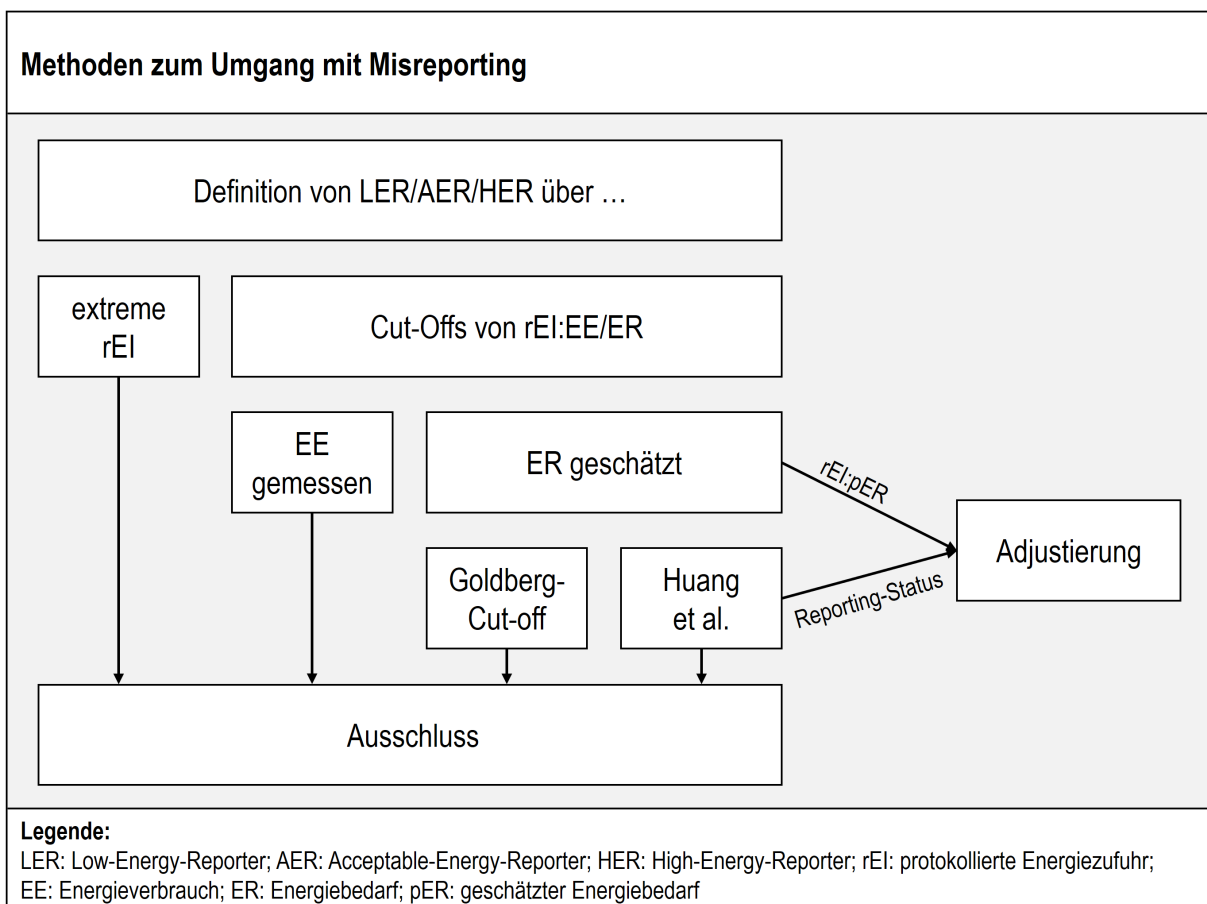 Methoden zum Umgang mit Misreporting
Definition von LER/AER/HER über …
extreme
rEI
Cut-Offs von rEI:EE/ER
EE
gemessen
ER geschätzt
rEI:pER
Adjustierung
Goldberg-
Cut-off
Huang
et al.
Reporting-Status
Ausschluss
Legende:
LER: Low-Energy-Reporter; AER: Acceptable-Energy-Reporter; HER: High-Energy-Reporter; rEI: protokollierte Energiezufuhr;
EE: Energieverbrauch; ER: Energiebedarf; pER: geschätzter Energiebedarf